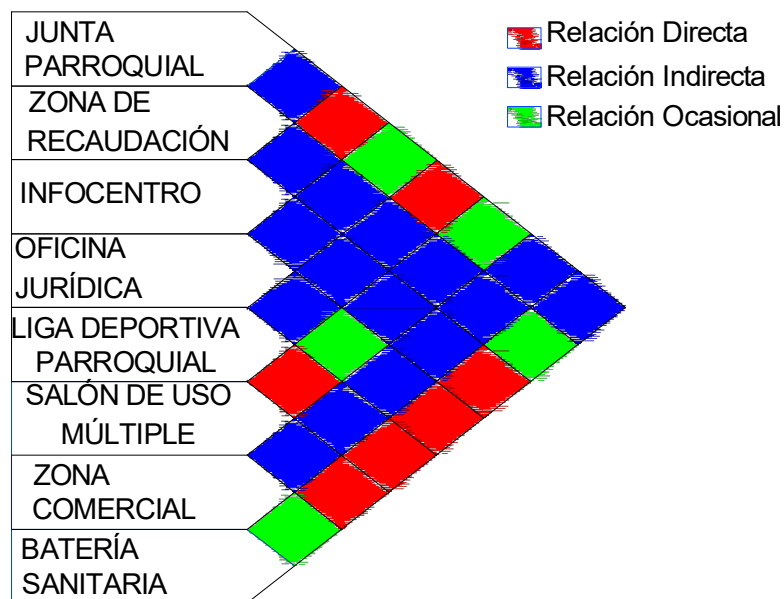 JUNTA
PARROQUIAL
ZONA DE
RECAUDACIÓN
INFOCENTRO
OFICINA
JURÍDICA
LIGA DEPORTIVA
PARROQUIAL
SALÓN DE USO
MÚLTIPLE
ZONA
COMERCIAL
BATERÍA
SANITARIA
Relación Directa
Relación Indirecta
Relación Ocasional